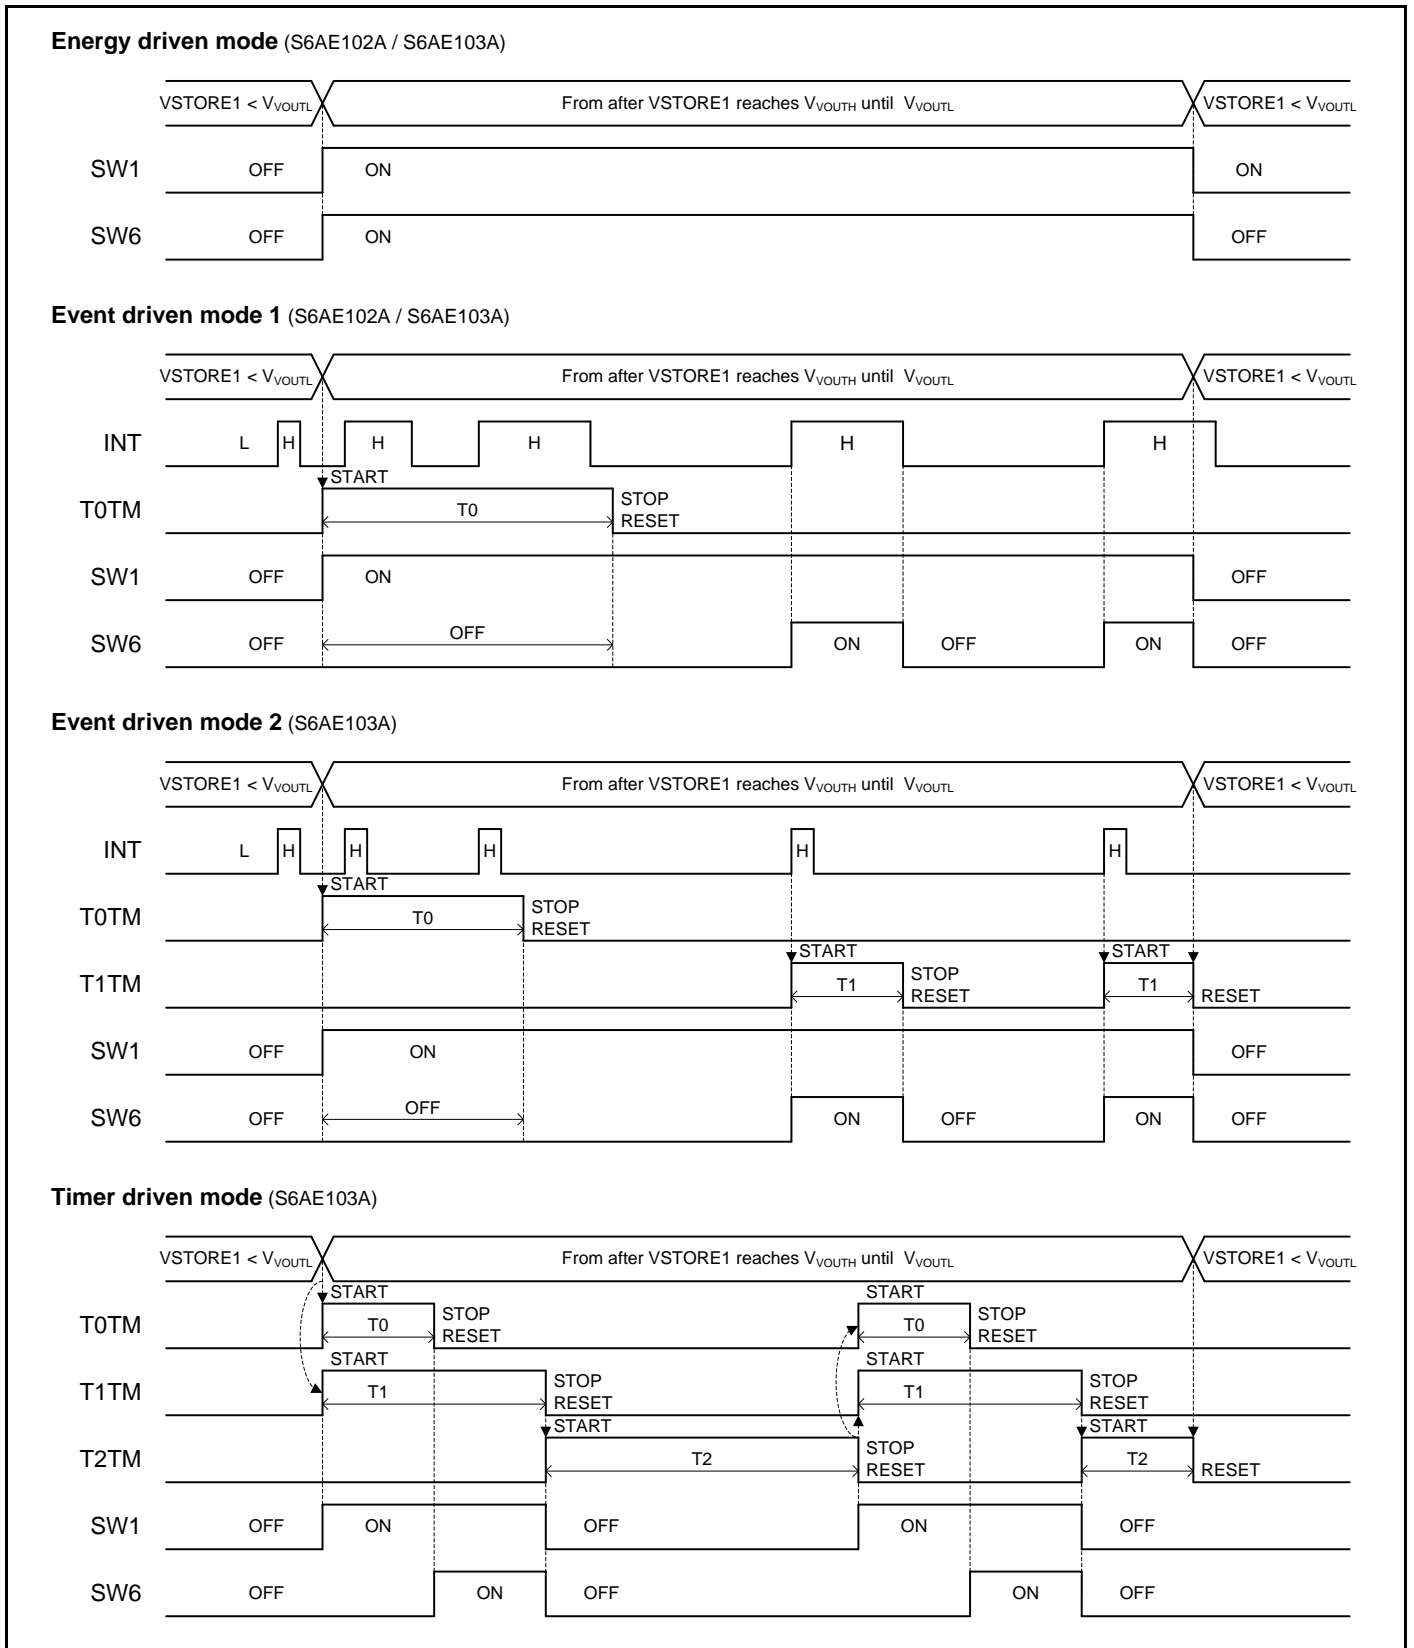 Energy driven mode (S6AE102A / S6AE103A)
VSTORE1 < VVOUTL From after VSTORE1 reaches VVOUTH until VVOUTL VSTORE1 < VVOUTL
SW1 OFF ON ON
SW6 OFF ON OFF
Event driven mode 1 (S6AE102A / S6AE103A)
VSTORE1 < VVOUTL From after VSTORE1 reaches VVOUTH until VVOUTL VSTORE1 < VVOUTL
INT L H H H H H
START
T0TM T0 STOP
RESET
SW1 OFF ON OFF
SW6 OFF OFF ON OFF ON OFF
Event driven mode 2 (S6AE103A)
VSTORE1 < VVOUTL From after VSTORE1 reaches VVOUTH until VVOUTL VSTORE1 < VVOUTL
INT L H H H H H
START
T0TM T0 STOP
RESET
START START
T1TM T1 STOP T1
RESET RESET
SW1 OFF ON OFF
SW6 OFF OFF ON OFF ON OFF
Timer driven mode (S6AE103A)
VSTORE1 < VVOUTL From after VSTORE1 reaches VVOUTH until VVOUTL VSTORE1 < VVOUTL
START START
T0TM T0 STOP T0 STOP
RESET RESET
START START
T1TM T1 STOP T1 STOP
RESET RESET
START START
T2TM T2 STOP T2
RESET RESET
SW1 OFF ON OFF ON OFF
SW6 OFF ON OFF ON OFF